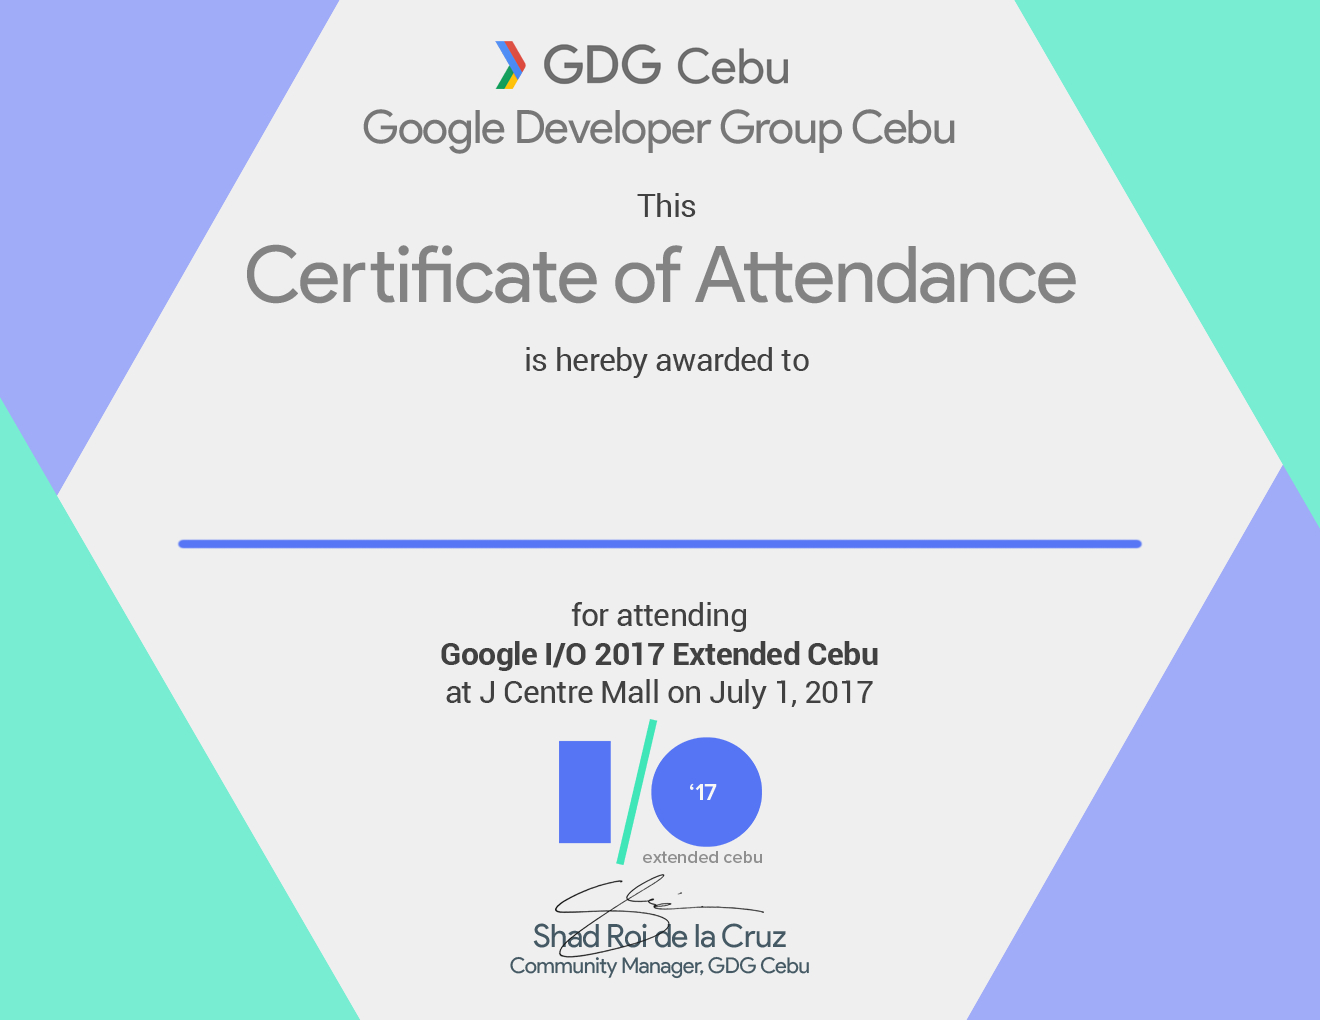 GDG Cebu
Google Developer Group Cebu
This
Certificate of Attendance
is hereby awarded to
for attending
Google I/O 2017 Extended Cebu
at J Centre Mall on July 1, 2017
I/O
‘17
extended cebu
Shad Roi de la Cruz
Community Manager, GDG Cebu